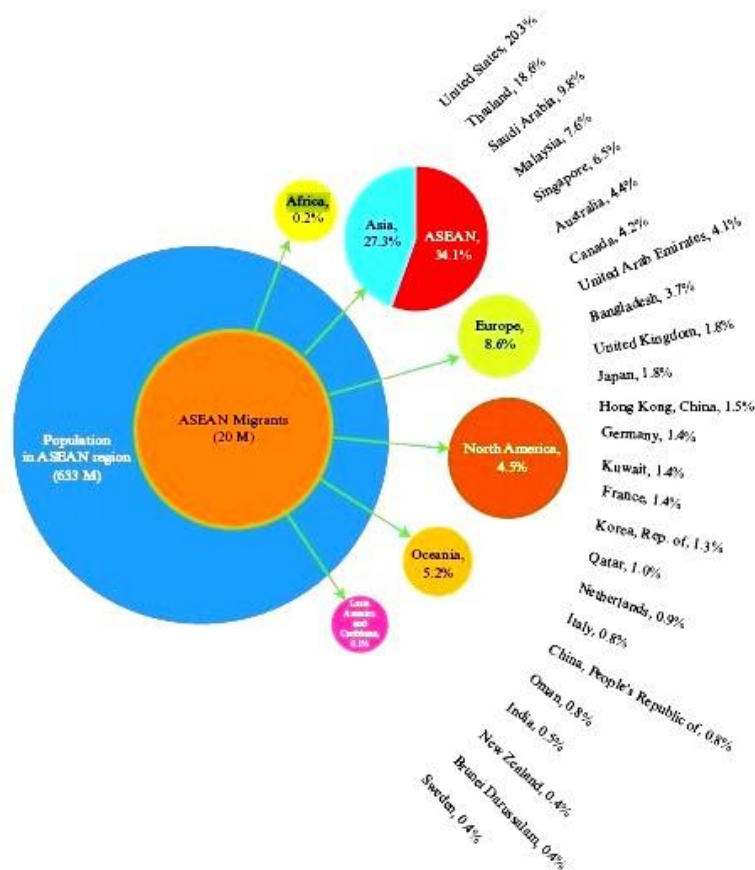 United States, 20.3%
Thailand, 18.6%
Saudi Arabia, 9.8%
Malaysia, 7.6%
Singapore, 6.5%
Australia, 4.4%
Canada, 4.2%
United Arab Emirates, 4.1%
Bangladesh, 3.7%
United Kingdom, 1.8%
Japan, 1.8%
Hong Kong, China, 1.5%
Germany, 1.4%
Kuwait, 1.4%
France, 1.4%
Korea, Rep. of, 1.3%
Qatar, 1.0%
Netherlands, 0.9%
Italy, 0.8%
China, People's Republic of, 0.8%
Oman, 0.8%
India, 0.5%
New Zealand, 0.4%
Brunei Darussalam, 0.4%
Sweden, 0.4%
Africa,
0.2%
Asia,
27.3%
ASEAN,
34.1%
Europe,
8.6%
North America,
4.5%
Oceania,
5.2%
Latin
America
and
Caribbean,
ASEAN Migrants
(20 M)
Population
in ASEAN region
(633 M)